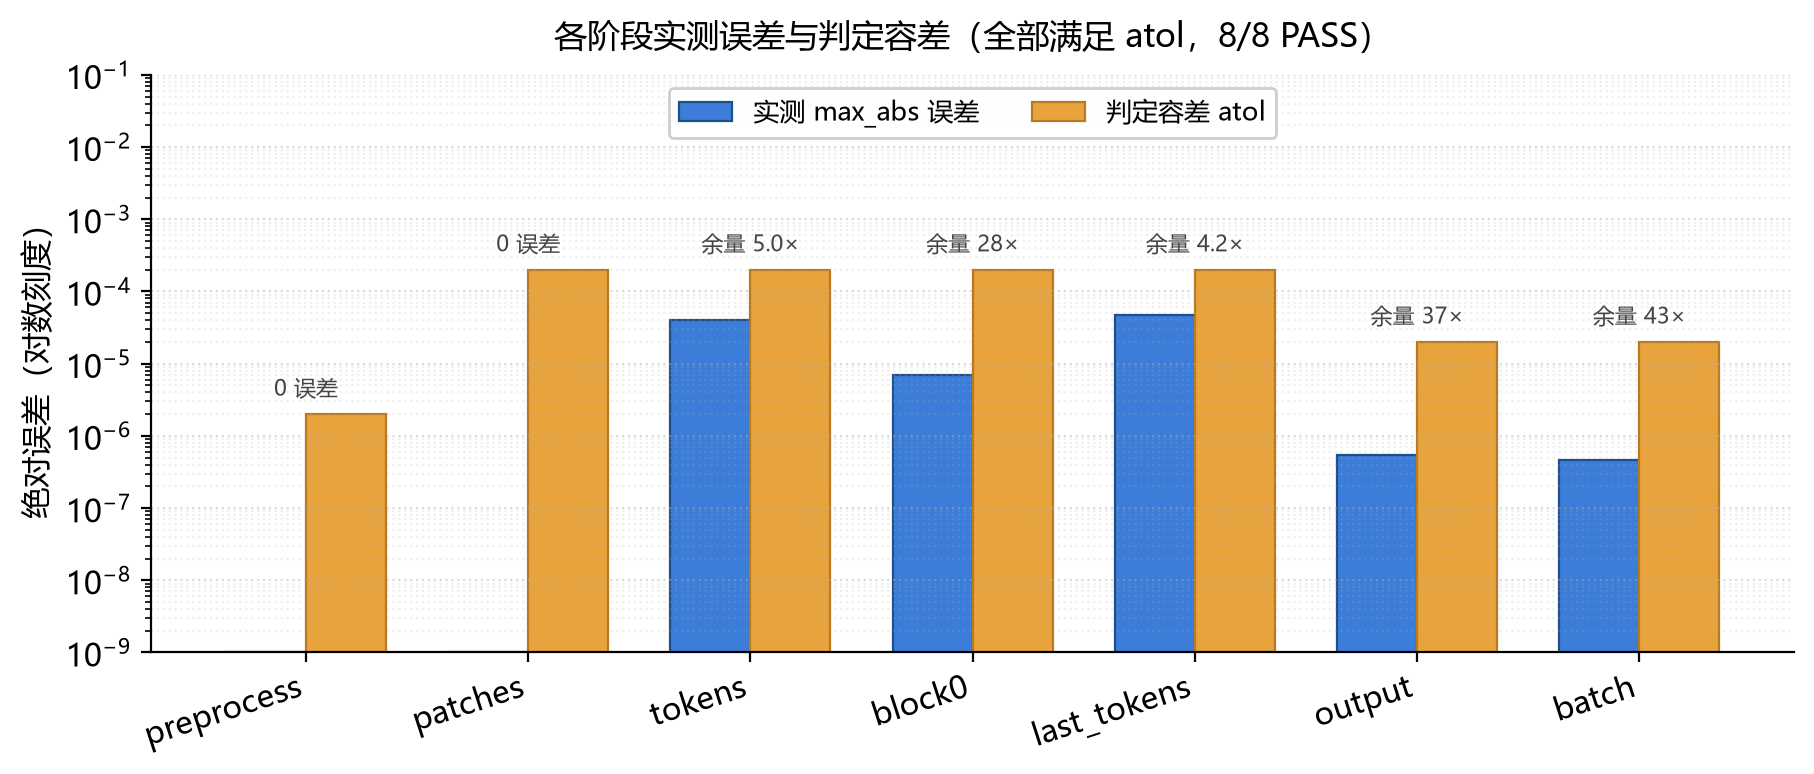 各阶段实测误差与判定容差（全部满足 atol，8/8 PASS）
实测 max_abs 误差
判定容差 atol
绝对误差（对数刻度）
10⁻¹
10⁻²
10⁻³
10⁻⁴
10⁻⁵
10⁻⁶
10⁻⁷
10⁻⁸
10⁻⁹
0 误差
0 误差
余量 5.0×
余量 28×
余量 4.2×
余量 37×
余量 43×
preprocess
patches
tokens
block0
last_tokens
output
batch